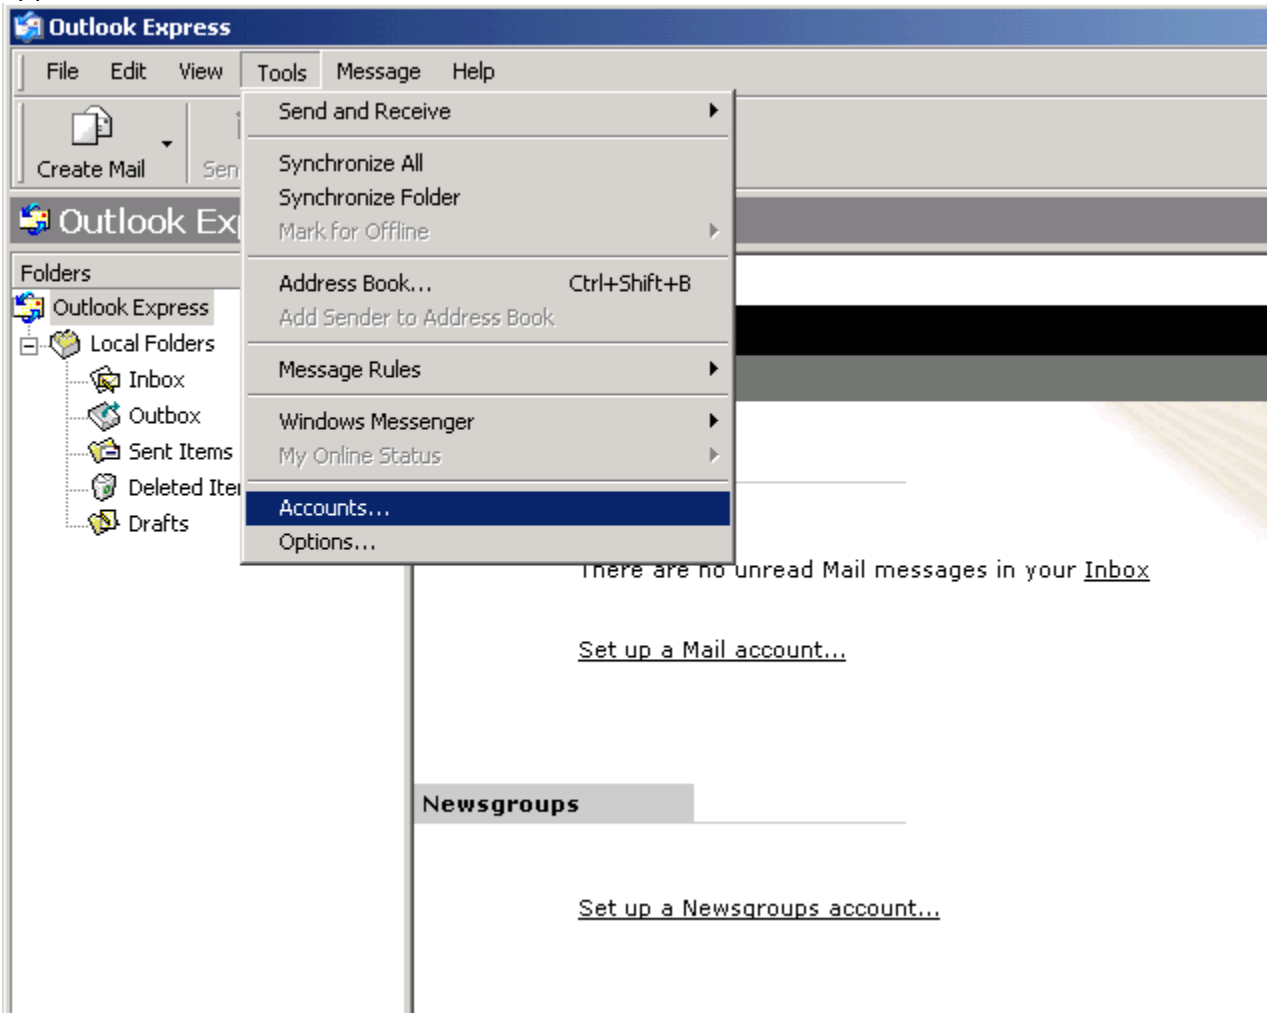 Outlook Express
File Edit View Tools Message Help
Create Mail
Send and Receive
Synchronize All
Synchronize Folder
Mark for Offline
Address Book... Ctrl+Shift+B
Add Sender to Address Book
Message Rules
Windows Messenger
My Online Status
Accounts...
Options...
Outlook Ex
Folders
Outlook Express
Local Folders
Inbox
Outbox
Sent Items
Deleted Ite
Drafts
There are no unread Mail messages in your Inbox
Set up a Mail account...
Newsgroups
Set up a Newsgroups account...